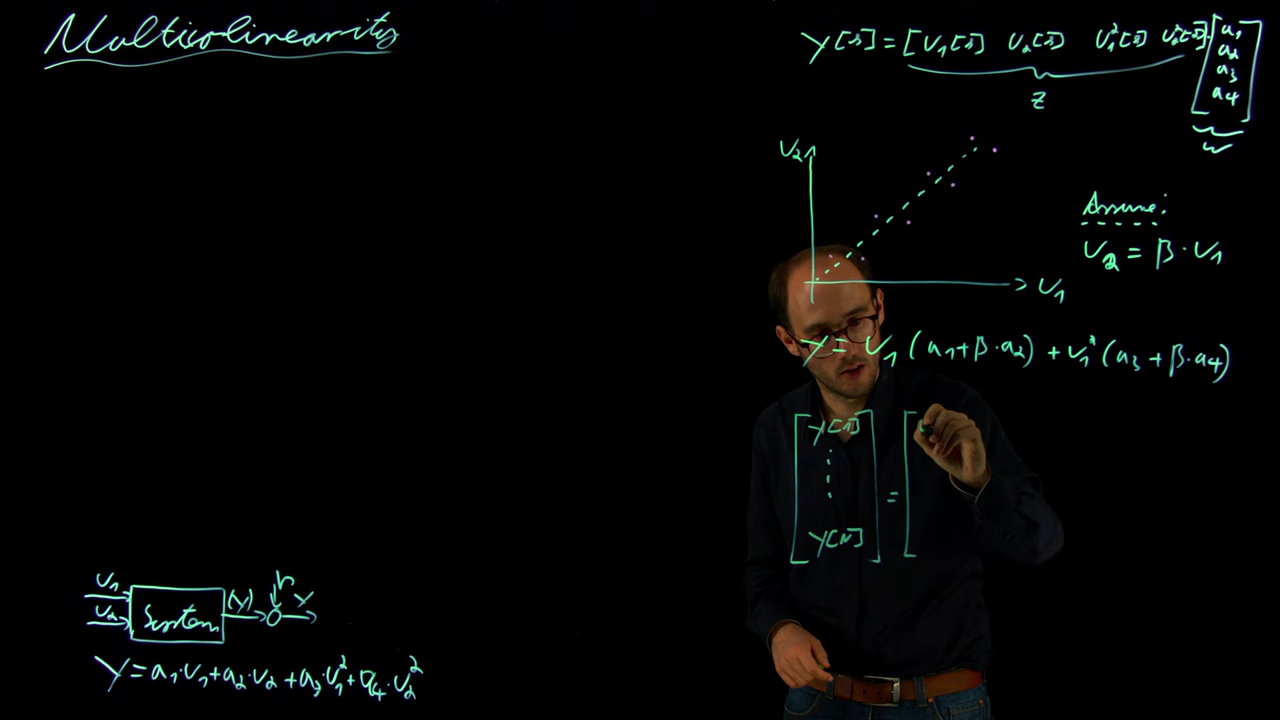 Multicolinearity
Y[n] = [U₁[n] U₂[n] U₁²[n] U₂²[n]] · [a₁ a₂ a₃ a₄]
Z
W
U₂
U₁
Assume:
U₂ = β · U₁
Y = U₁ (a₁ + β · a₂) + U₁² (a₃ + β · a₄)
[Y[1]
Y[N]] = [
U₁
U₂
System
(Y)
n
Y
Y = a₁·U₁ + a₂·U₂ + a₃·U₁² + a₄·U₂²